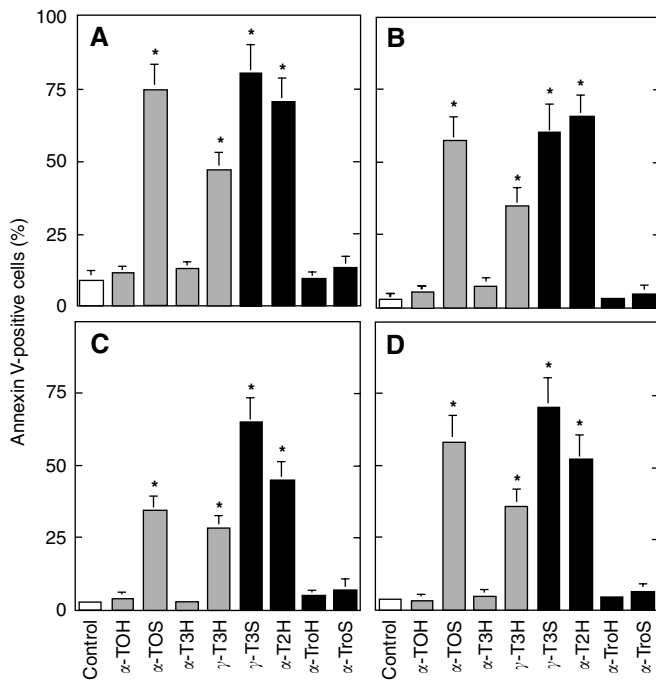 Annexin V-positive cells (%)
100
75
50
25
0
A
*
*
*
*
B
*
*
*
*
75
50
25
0
C
*
*
*
*
D
*
*
*
*
Control
α-TOH
α-TOS
α-T3H
γ-T3H
γ-T3S
α-T2H
α-TroH
α-TroS
Control
α-TOH
α-TOS
α-T3H
γ-T3H
γ-T3S
α-T2H
α-TroH
α-TroS